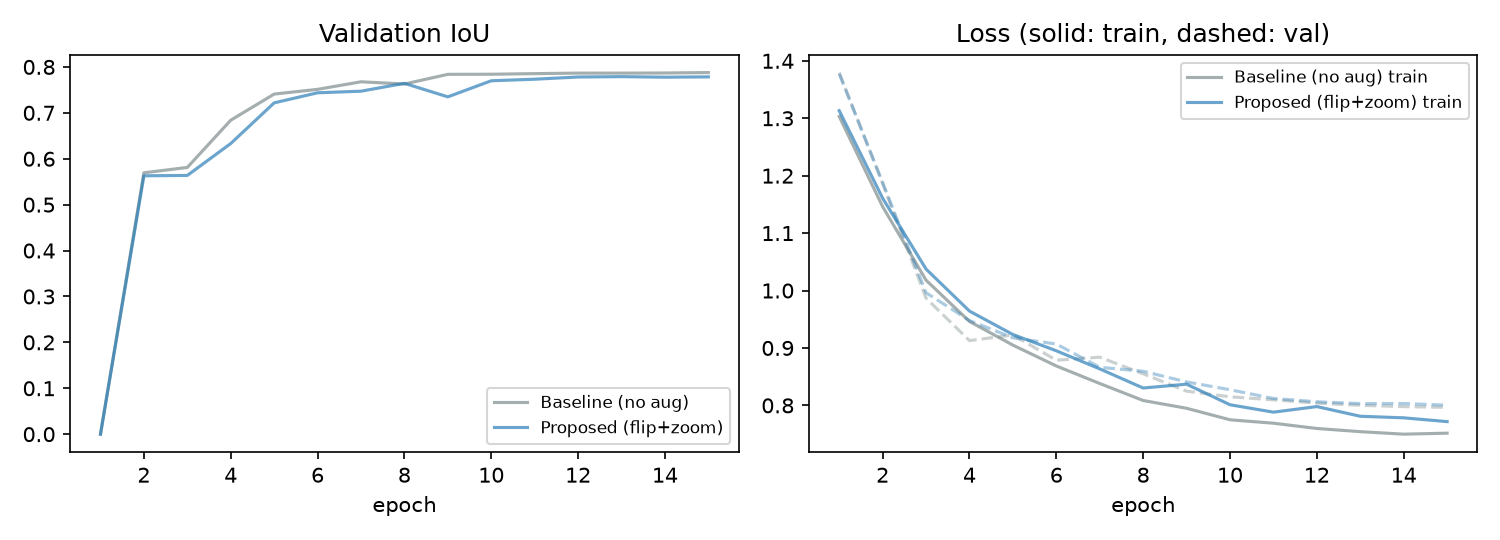 Validation IoU
0.8
0.7
0.6
0.5
0.4
0.3
0.2
0.1
0.0
2 4 6 8 10 12 14
epoch
Baseline (no aug)
Proposed (flip+zoom)
Loss (solid: train, dashed: val)
1.4
1.3
1.2
1.1
1.0
0.9
0.8
2 4 6 8 10 12 14
epoch
Baseline (no aug) train
Proposed (flip+zoom) train